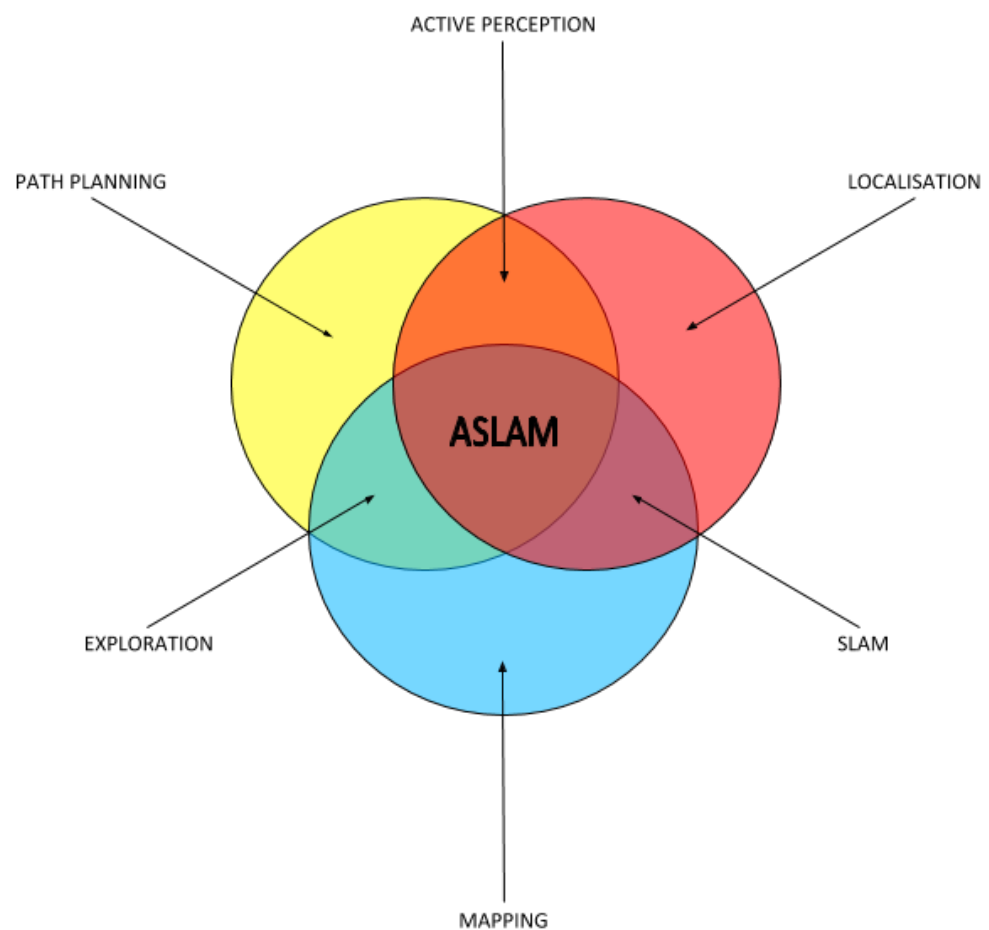 ACTIVE PERCEPTION
PATH PLANNING
LOCALISATION
ASLAM
EXPLORATION
SLAM
MAPPING